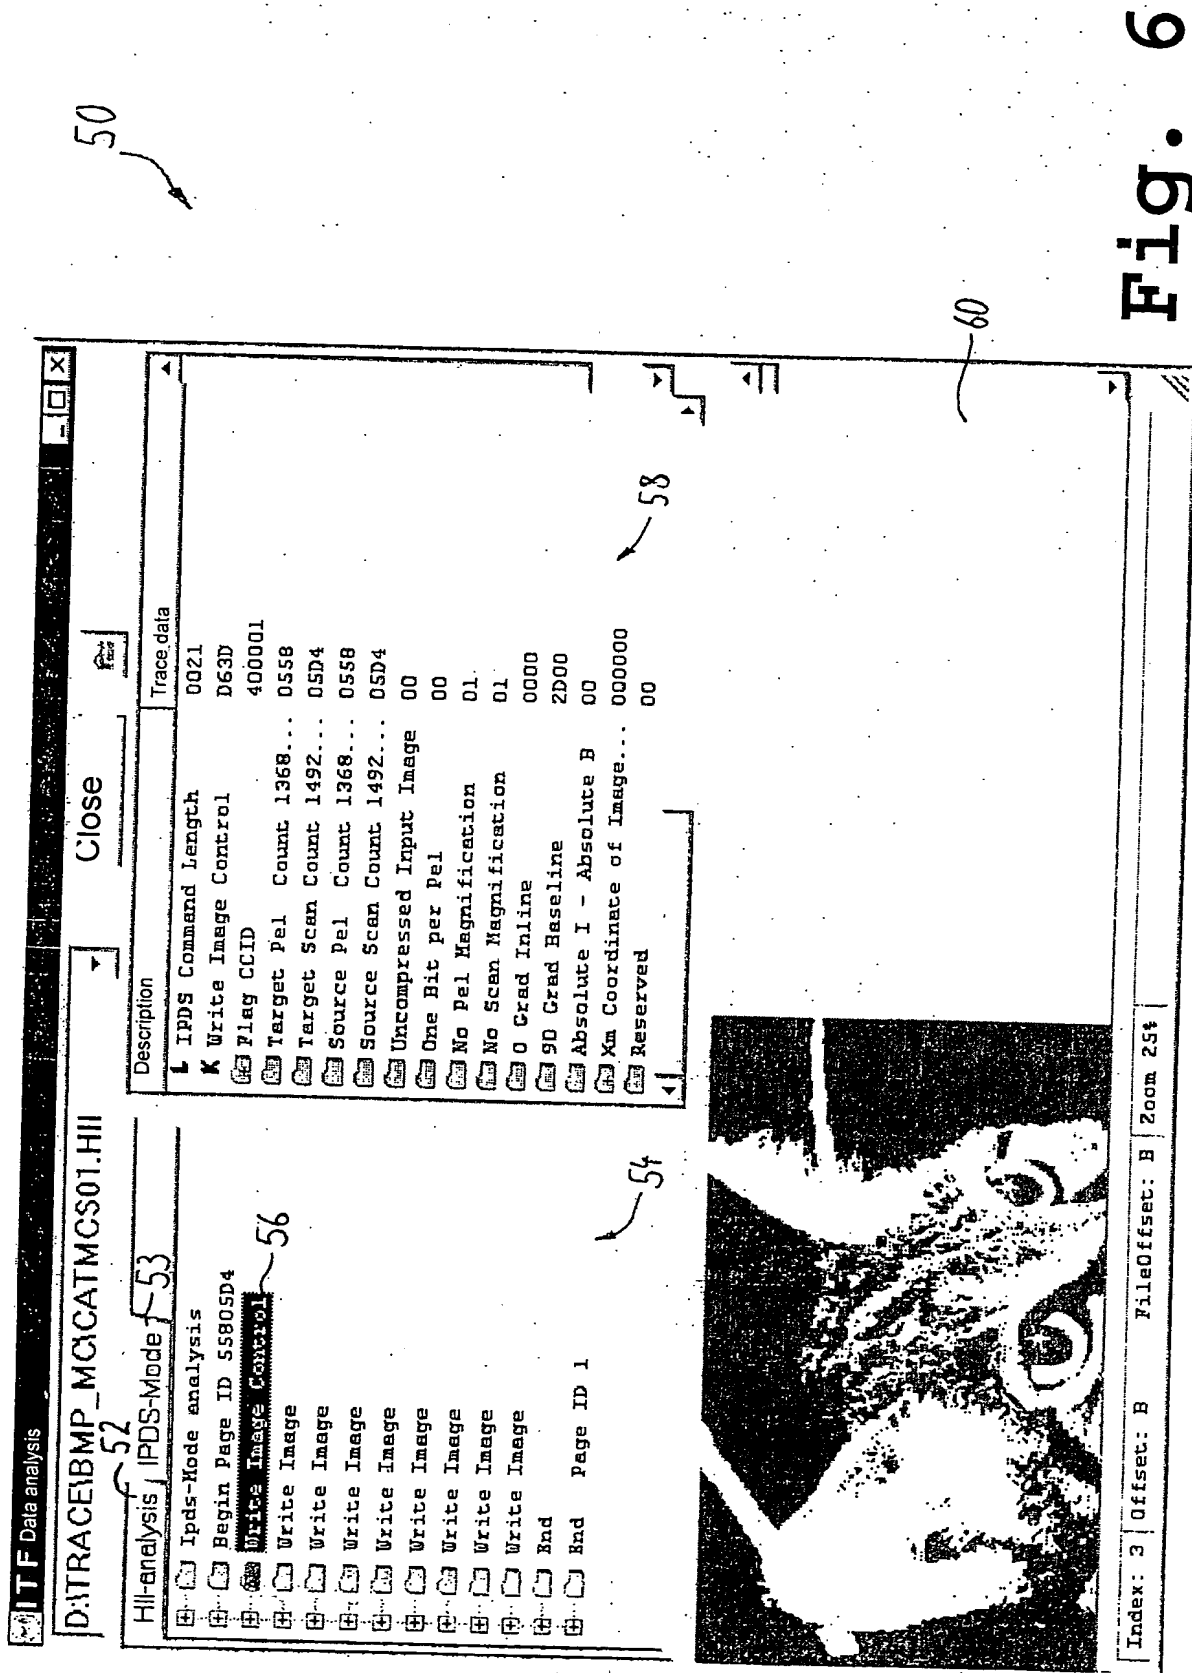 50
I T F Data analysis
D:\TRACE\BMP_MC\CATMCS01.HII
Close
52
HII-analysis IPDS-Mode 53
Ipds-Mode analysis
Begin Page ID 55805D4
Write Image Control 56
Write Image
Write Image
Write Image
Write Image
Write Image
Write Image
Write Image
Write Image
End
End Page ID 1
54
Description Trace_data
L IPDS Command Length 0021
K Write Image Control D63D
Flag CCID 400001
Target Pel Count 1368... 0558
Target Scan Count 1492... 05D4
Source Pel Count 1368... 0558
Source Scan Count 1492... 05D4
Uncompressed Input Image 00
One Bit per Pel 00
No Pel Magnification 01
No Scan Magnification 01
0 Grad Inline 0000
90 Grad Baseline 2D00
Absolute I - Absolute B 00
Xm Coordinate of Image... 000000
Reserved 00
58
60
Index: 3 Offset: B FileOffset: B Zoom 25%
Fig. 6